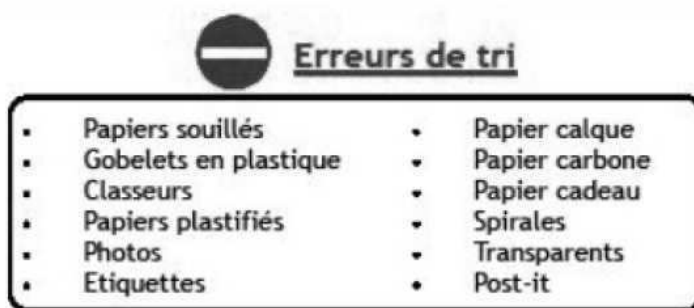 Erreurs de tri
▪ Papiers souillés
▪ Gobelets en plastique
▪ Classeurs
▪ Papiers plastifiés
▪ Photos
▪ Etiquettes
• Papier calque
• Papier carbone
• Papier cadeau
• Spirales
• Transparents
• Post-it